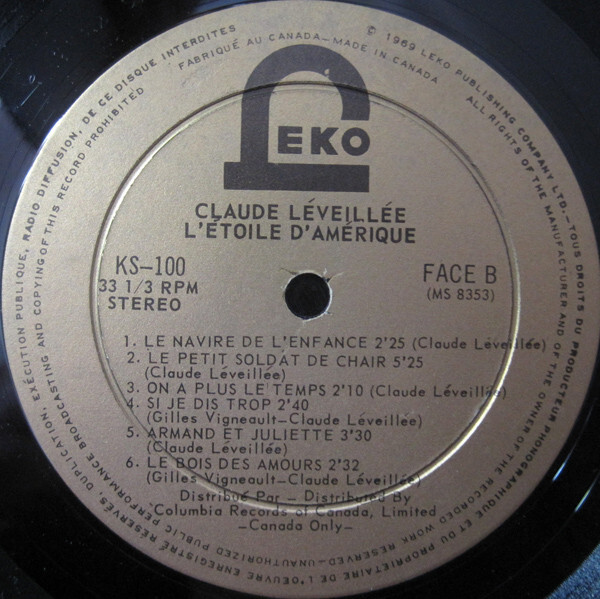 © 1969 LEKO PUBLISHING COMPANY LTD.—TOUS DROITS DU PRODUCTEUR PHONOGRAPHIQUE ET DU PROPRIETAIRE DE L'OEUVRE ENREGISTRÉ RESERVÉS, DUPLICATION, EXÉCUTION PUBLIQUE, RADIO DIFFUSION, DE CE DISQUE INTERDITES
FABRIQUÉ AU CANADA—MADE IN CANADA
ALL RIGHTS OF THE MANUFACTURER AND OF THE OWNER OF THE RECORDED WORK RESERVED—UNAUTHORIZED PUBLIC PERFORMANCE BROADCASTING AND COPYING OF THIS RECORD PROHIBITED
LEKO
CLAUDE LÉVEILLÉE
L'ÉTOILE D'AMÉRIQUE
KS-100
33 1/3 RPM
STEREO
FACE B
(MS 8353)
1. LE NAVIRE DE L'ENFANCE 2'25 (Claude Léveillée)
2. LE PETIT SOLDAT DE CHAIR 5'25
(Claude Léveillée)
3. ON A PLUS LE TEMPS 2'10 (Claude Léveillée)
4. SI JE DIS TROP 2'40
(Gilles Vigneault-Claude Léveillée)
5. ARMAND ET JULIETTE 3'30
(Claude Léveillée)
6. LE BOIS DES AMOURS 2'32
(Gilles Vigneault-Claude Léveillée)
Distribué Par — Distributed By
Columbia Records of Canada, Limited
—Canada Only—